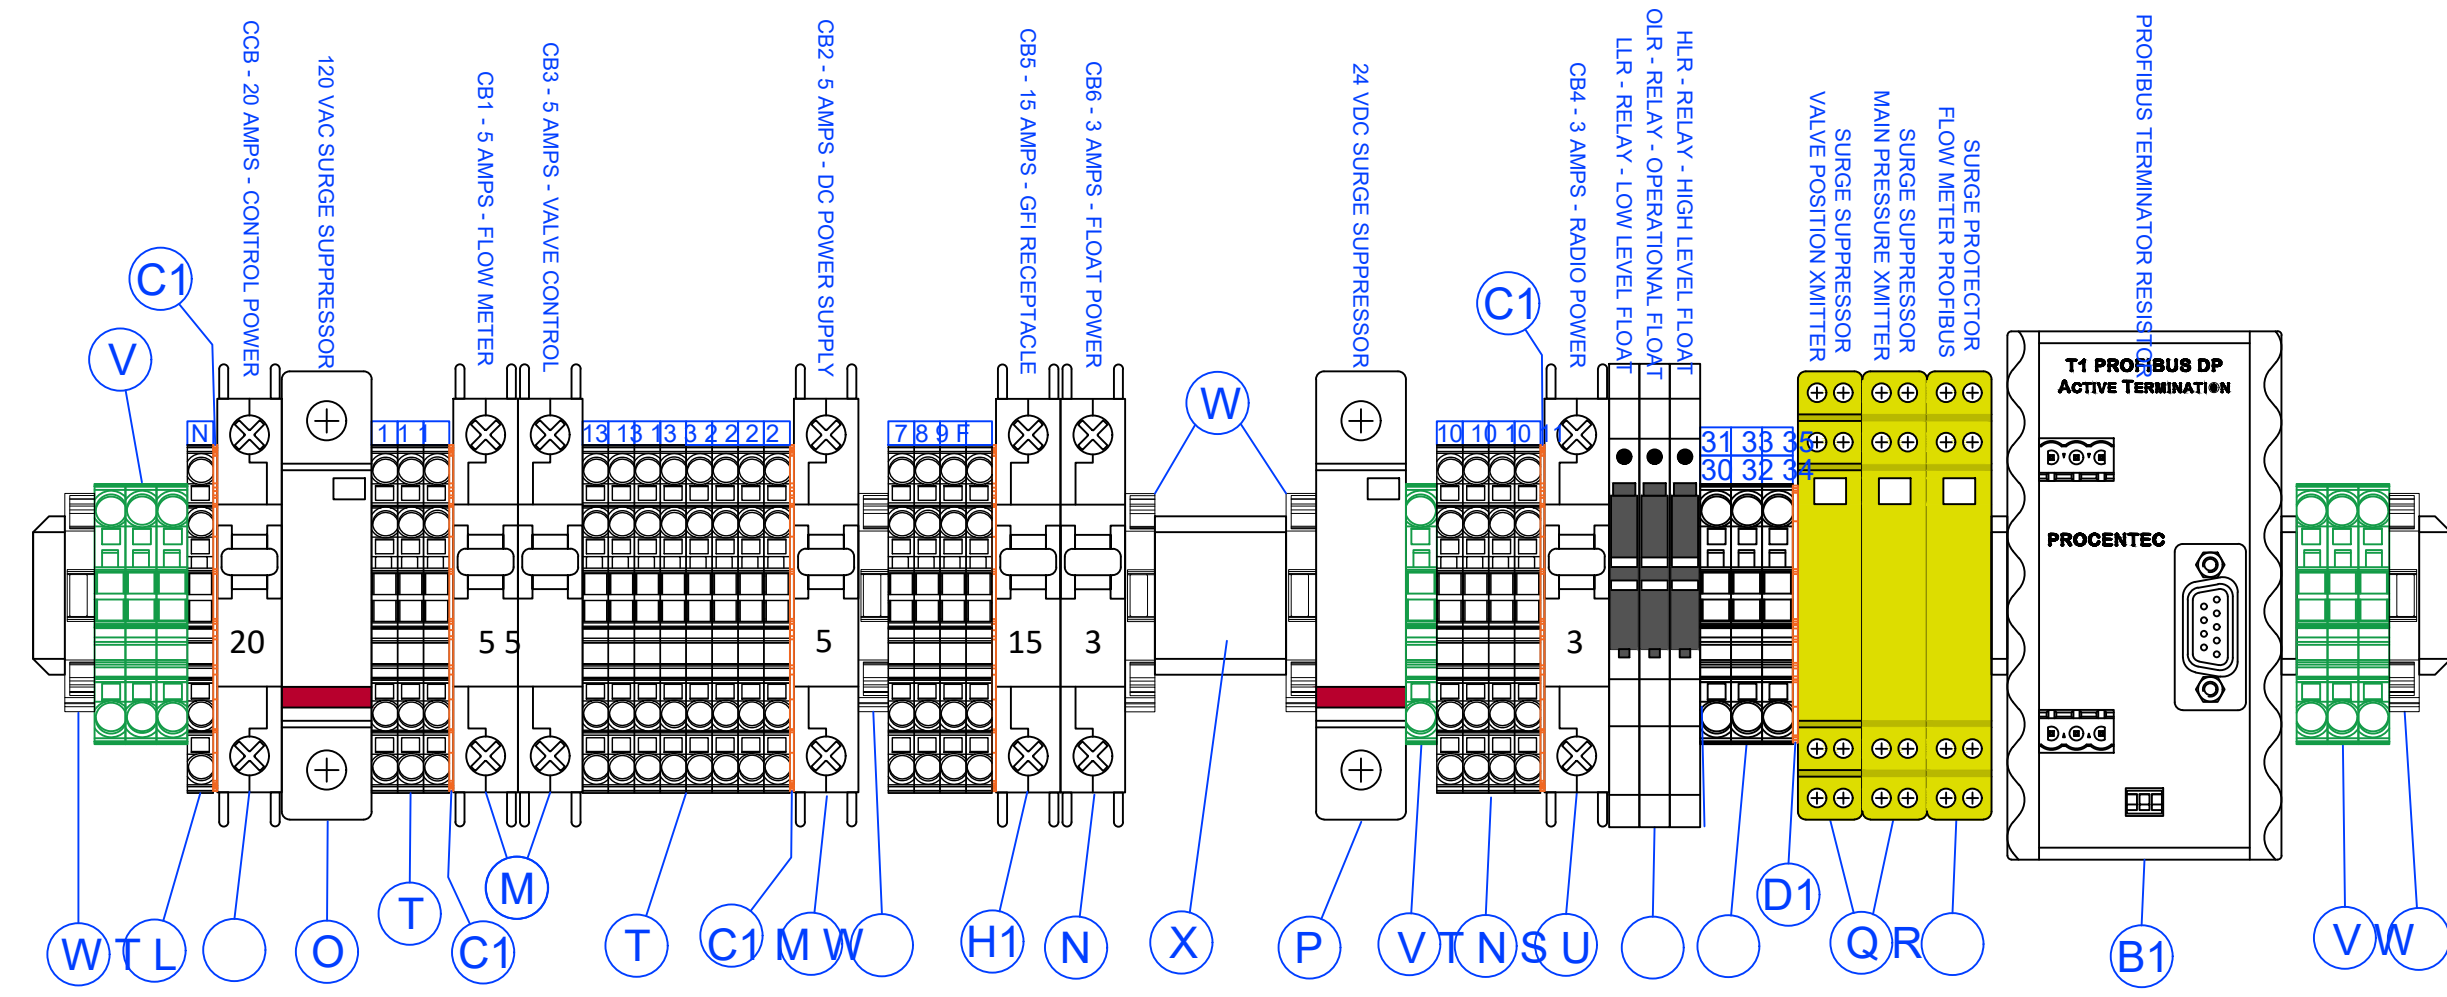 CCB - 20 AMPS - CONTROL POWER
120 VAC SURGE SUPPRESSOR
CB1 - 5 AMPS - FLOW METER
CB3 - 5 AMPS - VALVE CONTROL
CB2 - 5 AMPS - DC POWER SUPPLY
CB5 - 15 AMPS - GFI RECEPTACLE
CB6 - 3 AMPS - FLOAT POWER
24 VDC SURGE SUPPRESSOR
CB4 - 3 AMPS - RADIO POWER
LLR - RELAY - LOW LEVEL FLOAT
OLR - RELAY - OPERATIONAL FLOAT
HLR - RELAY - HIGH LEVEL FLOAT
SURGE SUPPRESSOR
VALVE POSITION XMITTER
SURGE SUPPRESSOR
MAIN PRESSURE XMITTER
SURGE PROTECTOR
FLOW METER PROFIBUS
PROFIBUS TERMINATOR RESISTOR
C1
V
W
C1
T1 PROFIBUS DP
ACTIVE TERMINATION
N
1 1 1
13 13 13 3 2 2 2 2
7 8 9 F
10 10 10 11
31 33 35
30 32 34
PROCENTEC
20
5 5
5
15
3
3
W T L
O
T
C1
M
T
C1 M W
H1
N
X
P
V T N S U
D1
Q R
B1
V W